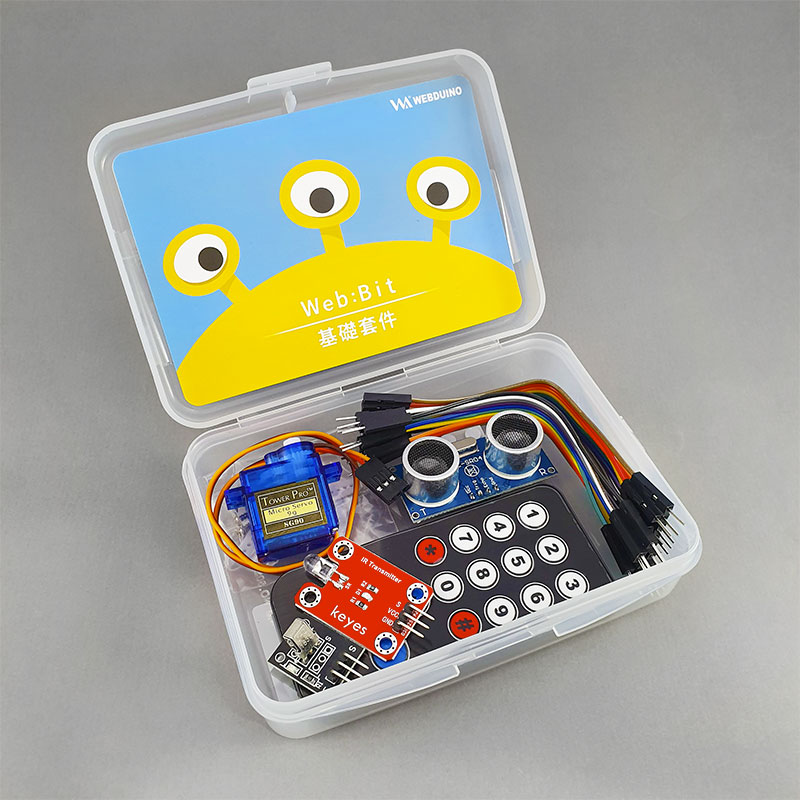 WEBDUINO
Web:Bit
基礎套件
TOWER PRO™
Micro Servo
9g
SG90
T
R
IR Transmitter
S
VCC
GND
keyes
S
S
1
2
3
4
5
6
7
8
9
*
0
#